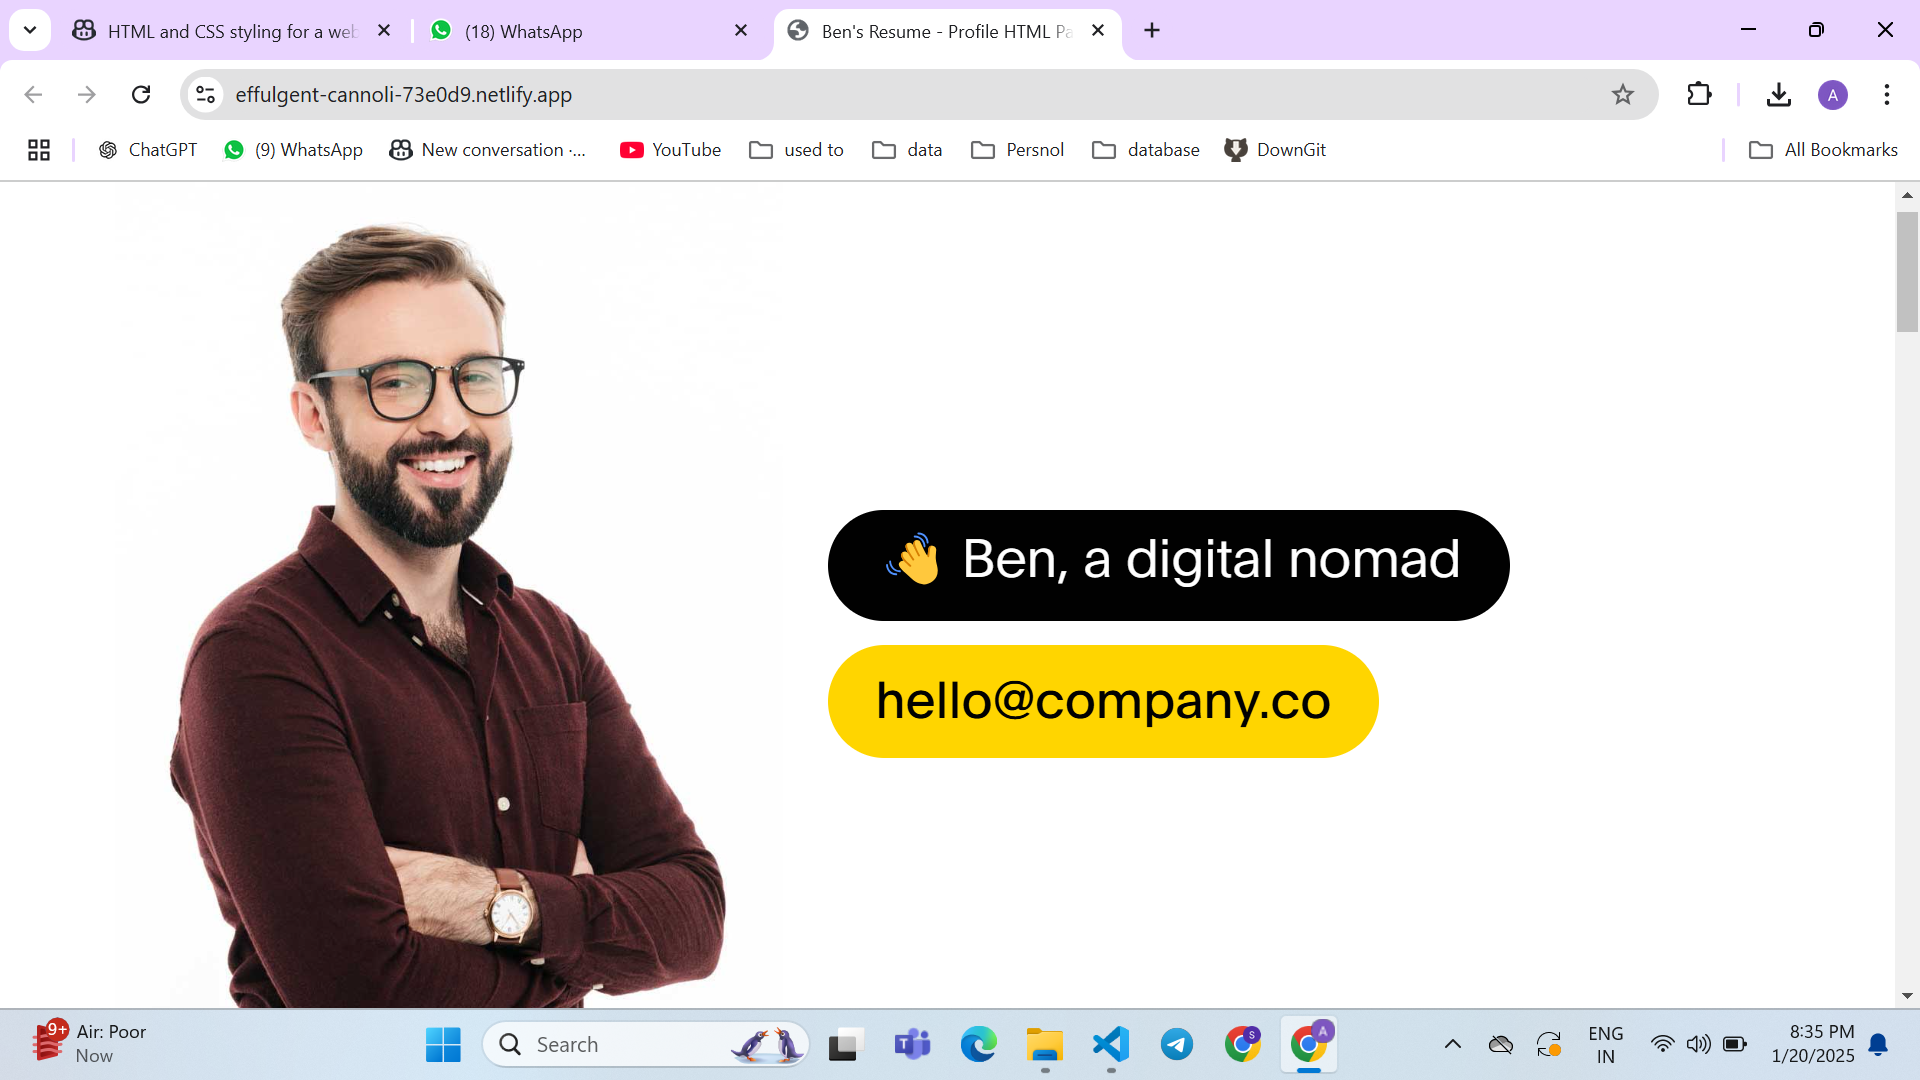 HTML and CSS styling for a web
(18) WhatsApp
Ben's Resume - Profile HTML Pa
effulgent-cannoli-73e0d9.netlify.app
A
ChatGPT
(9) WhatsApp
New conversation ·...
YouTube
used to
data
Persnol
database
DownGit
All Bookmarks
Ben, a digital nomad
hello@company.co
9+
Air: Poor
Now
Search
T
S
A
ENG
IN
8:35 PM
1/20/2025